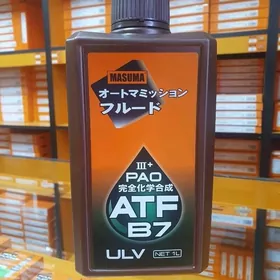 MASUMA
オートマミッション
フルード
III+
PAO
完全化学合成
ATF
B7
ULV NET 1L